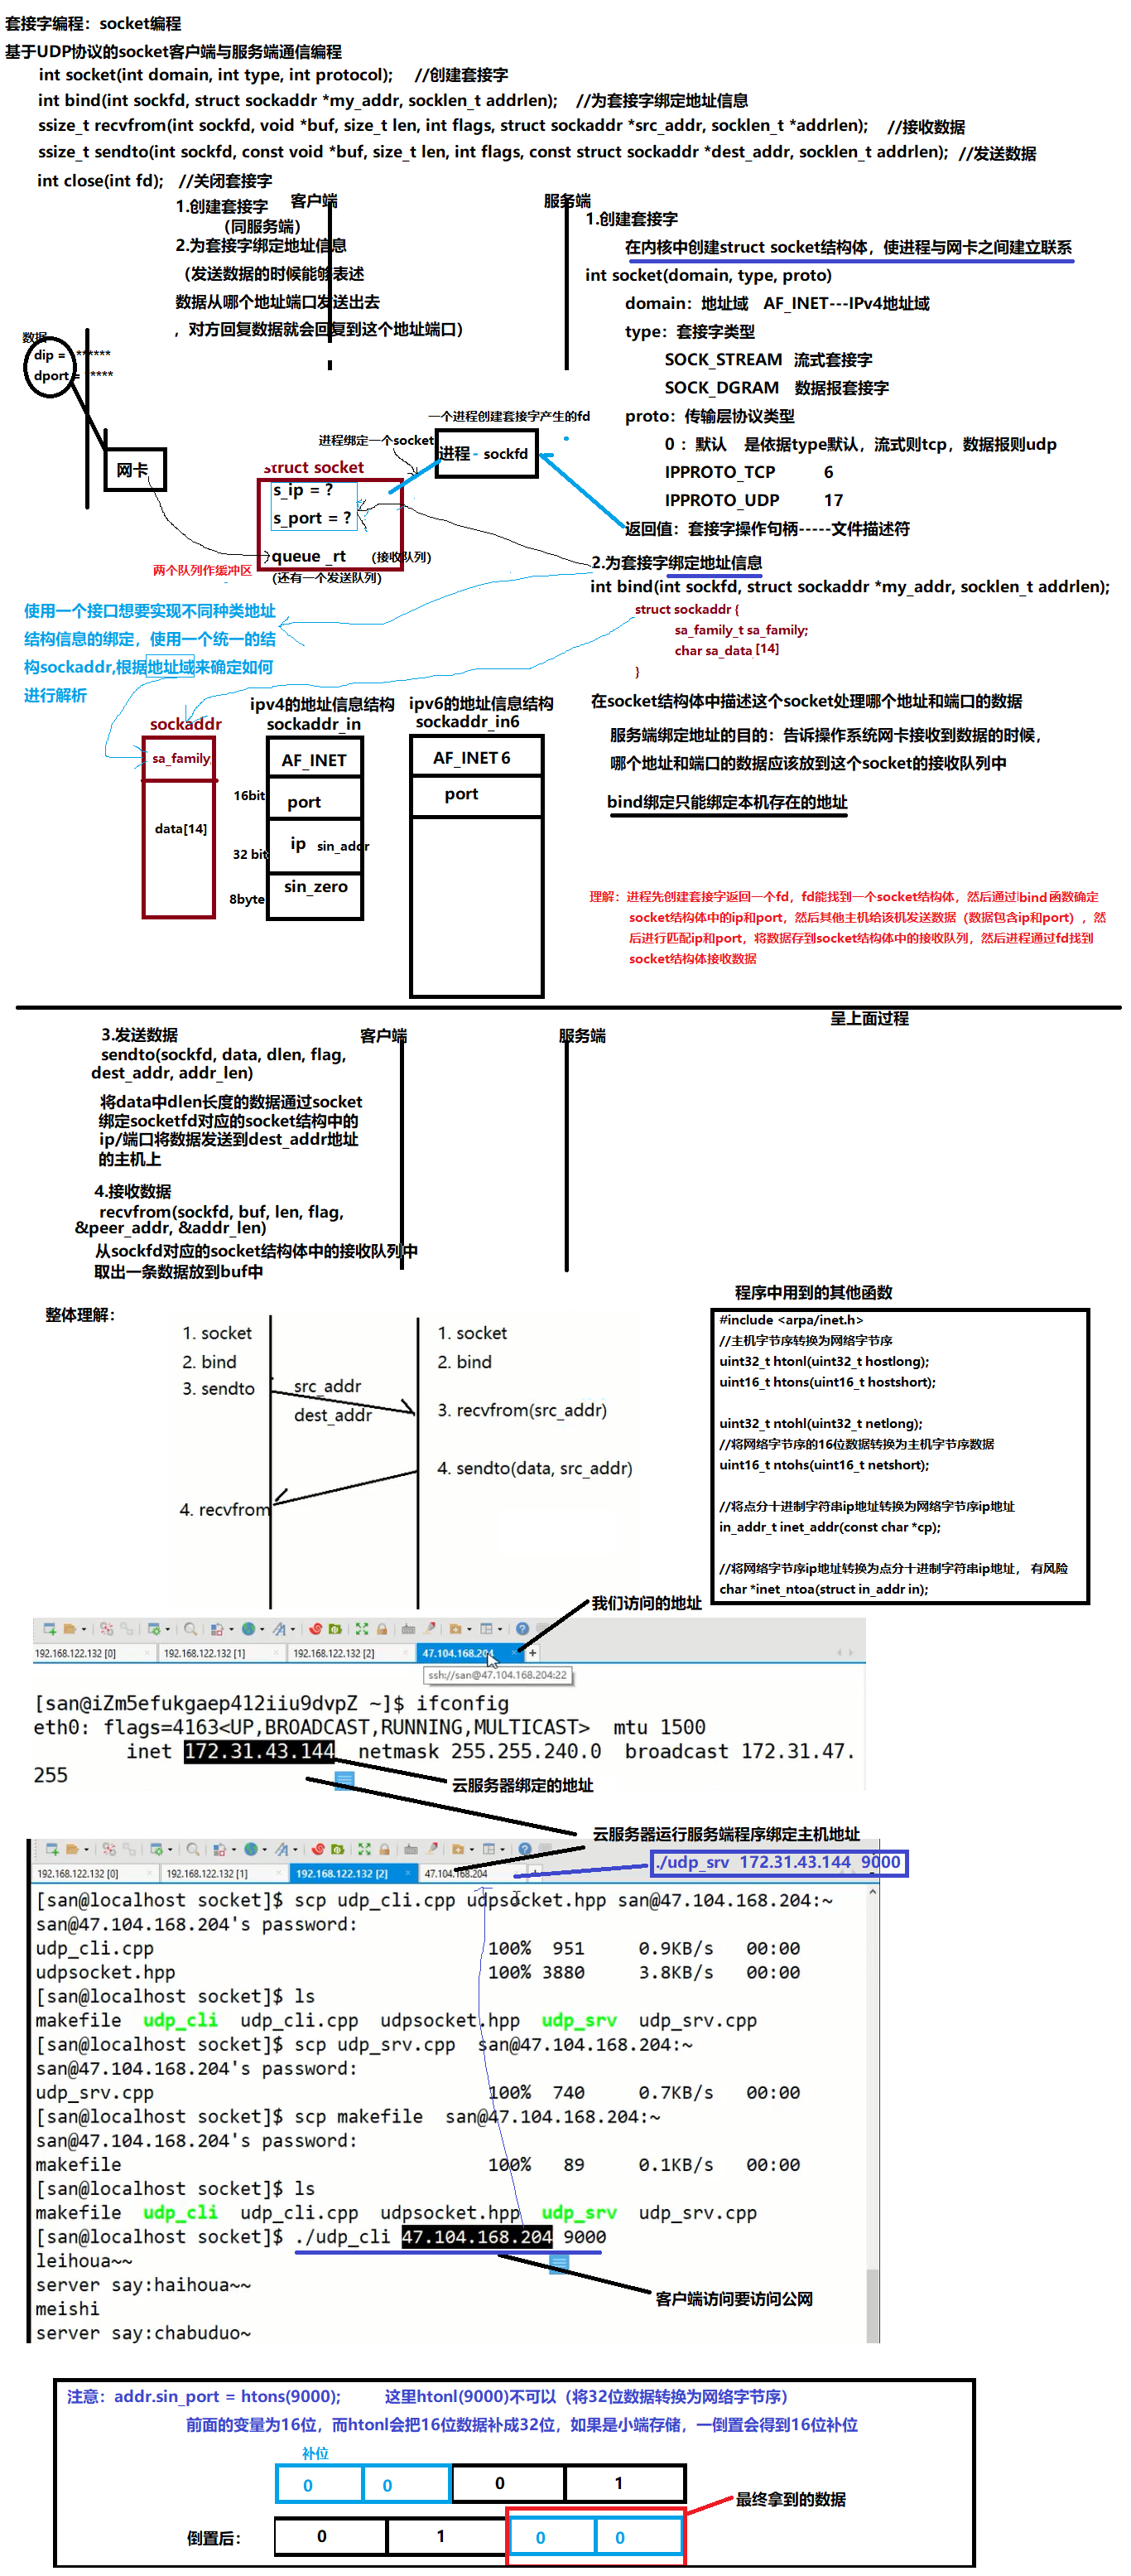 套接字编程：socket编程
基于UDP协议的socket客户端与服务端通信编程
int socket(int domain, int type, int protocol); //创建套接字
int bind(int sockfd, struct sockaddr *my_addr, socklen_t addrlen); //为套接字绑定地址信息
ssize_t recvfrom(int sockfd, void *buf, size_t len, int flags, struct sockaddr *src_addr, socklen_t *addrlen); //接收数据
ssize_t sendto(int sockfd, const void *buf, size_t len, int flags, const struct sockaddr *dest_addr, socklen_t addrlen); //发送数据
int close(int fd); //关闭套接字
客户端
1.创建套接字
（同服务端）
2.为套接字绑定地址信息
（发送数据的时候能够表述
数据从哪个地址端口发送出去
，对方回复数据就会回复到这个地址端口）
服务端
1.创建套接字
在内核中创建struct socket结构体，使进程与网卡之间建立联系
int socket(domain, type, proto)
domain：地址域 AF_INET---IPv4地址域
type：套接字类型
SOCK_STREAM 流式套接字
SOCK_DGRAM 数据报套接字
proto：传输层协议类型
0 ：默认 是依据type默认，流式则tcp，数据报则udp
IPPROTO_TCP 6
IPPROTO_UDP 17
返回值：套接字操作句柄-----文件描述符
数据
dip = ******
dport = *****
网卡
一个进程创建套接字产生的fd
进程绑定一个socket
进程 - sockfd
struct socket
s_ip = ?
s_port = ?
queue _rt （接收队列）
（还有一个发送队列）
两个队列作缓冲区
2.为套接字绑定地址信息
int bind(int sockfd, struct sockaddr *my_addr, socklen_t addrlen);
struct sockaddr {
sa_family_t sa_family;
char sa_data [14]
}
使用一个接口想要实现不同种类地址
结构信息的绑定，使用一个统一的结
构sockaddr,根据地址域来确定如何
进行解析
在socket结构体中描述这个socket处理哪个地址和端口的数据
服务端绑定地址的目的：告诉操作系统网卡接收到数据的时候，
哪个地址和端口的数据应该放到这个socket的接收队列中
bind绑定只能绑定本机存在的地址
sockaddr
sa_family
data[14]
ipv4的地址信息结构
sockaddr_in
AF_INET
16bit
port
32 bit
ip sin_addr
8byte
sin_zero
ipv6的地址信息结构
sockaddr_in6
AF_INET 6
port
理解：进程先创建套接字返回一个fd，fd能找到一个socket结构体，然后通过bind函数确定
socket结构体中的ip和port，然后其他主机给该机发送数据（数据包含ip和port），然
后进行匹配ip和port，将数据存到socket结构体中的接收队列，然后进程通过fd找到
socket结构体接收数据
呈上面过程
客户端
服务端
3.发送数据
sendto(sockfd, data, dlen, flag,
dest_addr, addr_len)
将data中dlen长度的数据通过socket
绑定socketfd对应的socket结构中的
ip/端口将数据发送到dest_addr地址
的主机上
4.接收数据
recvfrom(sockfd, buf, len, flag,
&peer_addr, &addr_len)
从sockfd对应的socket结构体中的接收队列中
取出一条数据放到buf中
整体理解：
1. socket
2. bind
3. sendto
4. recvfrom
src_addr
dest_addr
1. socket
2. bind
3. recvfrom(src_addr)
4. sendto(data, src_addr)
程序中用到的其他函数
#include <arpa/inet.h>
//主机字节序转换为网络字节序
uint32_t htonl(uint32_t hostlong);
uint16_t htons(uint16_t hostshort);
uint32_t ntohl(uint32_t netlong);
//将网络字节序的16位数据转换为主机字节序数据
uint16_t ntohs(uint16_t netshort);
//将点分十进制字符串ip地址转换为网络字节序ip地址
in_addr_t inet_addr(const char *cp);
//将网络字节序ip地址转换为点分十进制字符串ip地址， 有风险
char *inet_ntoa(struct in_addr in);
我们访问的地址
192.168.122.132 [0] 192.168.122.132 [1] 192.168.122.132 [2] 47.104.168.204
ssh://san@47.104.168.204:22
[san@iZm5efukgaep412iiu9dvpZ ~]$ ifconfig
eth0: flags=4163<UP,BROADCAST,RUNNING,MULTICAST> mtu 1500
inet 172.31.43.144 netmask 255.255.240.0 broadcast 172.31.47.
255
云服务器绑定的地址
云服务器运行服务端程序绑定主机地址
./udp_srv 172.31.43.144 9000
192.168.122.132 [0] 192.168.122.132 [1] 192.168.122.132 [2] 47.104.168.204
[san@localhost socket]$ scp udp_cli.cpp udpsocket.hpp san@47.104.168.204:~
san@47.104.168.204's password:
udp_cli.cpp 100% 951 0.9KB/s 00:00
udpsocket.hpp 100% 3880 3.8KB/s 00:00
[san@localhost socket]$ ls
makefile udp_cli udp_cli.cpp udpsocket.hpp udp_srv udp_srv.cpp
[san@localhost socket]$ scp udp_srv.cpp san@47.104.168.204:~
san@47.104.168.204's password:
udp_srv.cpp 100% 740 0.7KB/s 00:00
[san@localhost socket]$ scp makefile san@47.104.168.204:~
san@47.104.168.204's password:
makefile 100% 89 0.1KB/s 00:00
[san@localhost socket]$ ls
makefile udp_cli udp_cli.cpp udpsocket.hpp udp_srv udp_srv.cpp
[san@localhost socket]$ ./udp_cli 47.104.168.204 9000
leihoua~~
server say:haihoua~~
meishi
server say:chabuduo~
客户端访问要访问公网
注意：addr.sin_port = htons(9000); 这里htonl(9000)不可以（将32位数据转换为网络字节序）
前面的变量为16位，而htonl会把16位数据补成32位，如果是小端存储，一倒置会得到16位补位
补位
0 0 0 1
最终拿到的数据
倒置后： 0 1 0 0